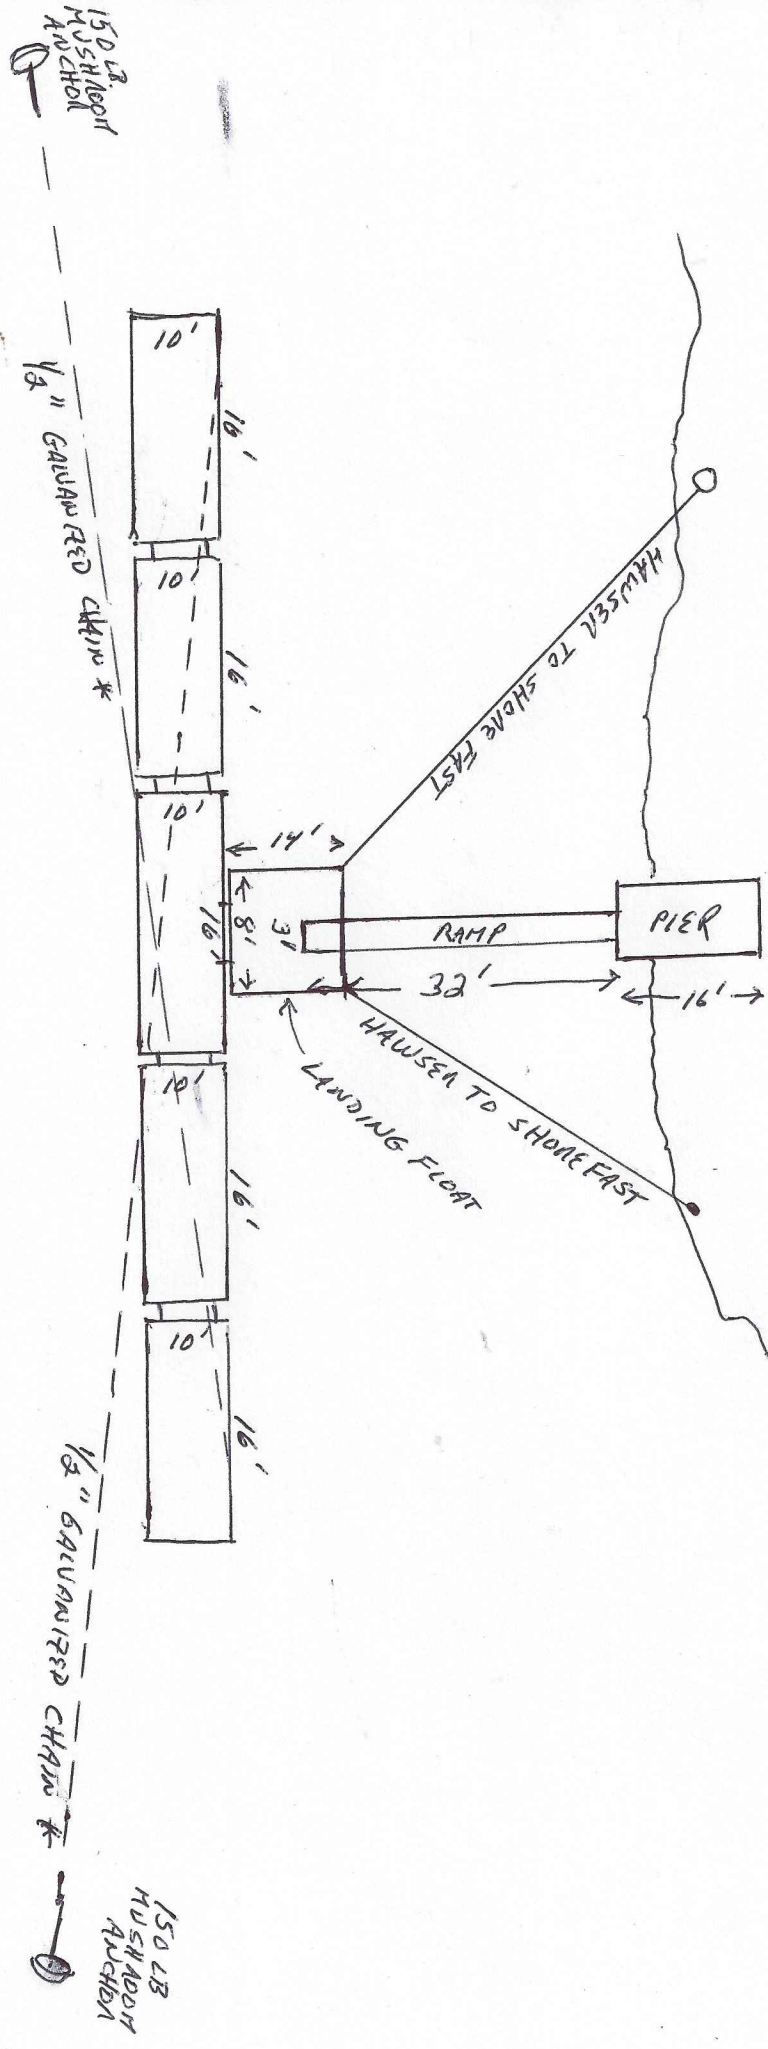 150 LB.
MUSHROOM
ANCHOR
1/2" GALVANIZED CHAIN *
10'
16'
10'
16'
10'
16'
10'
16'
10'
16'
14'
8'
3'
RAMP
32'
PIER
16'
HAWSER TO SHORE FAST
HAWSER TO SHORE FAST
LANDING FLOAT
1/2" GALVANIZED CHAIN *
150 LB
MUSHROOM
ANCHOR